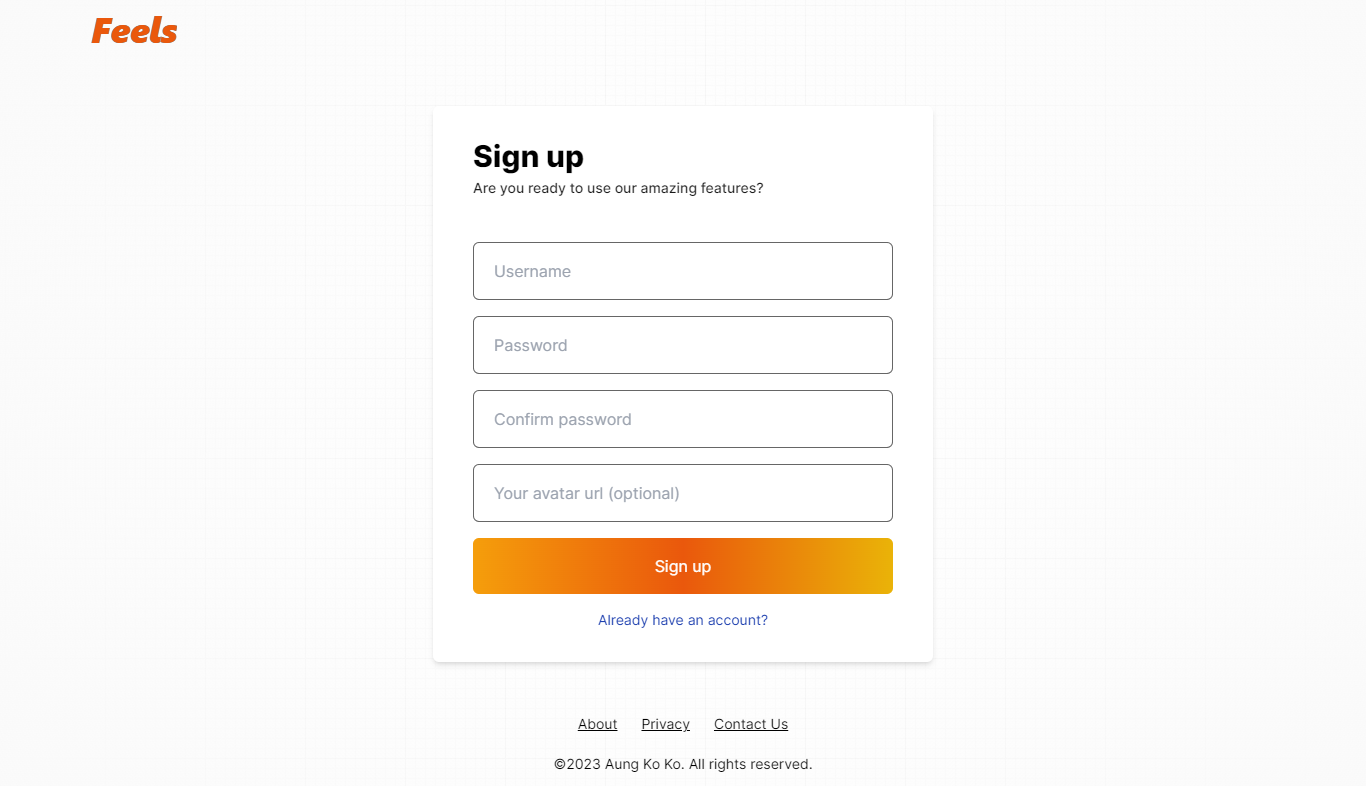 Feels
Sign up
Are you ready to use our amazing features?
Username
Password
Confirm password
Your avatar url (optional)
Sign up
Already have an account?
About Privacy Contact Us
©2023 Aung Ko Ko. All rights reserved.